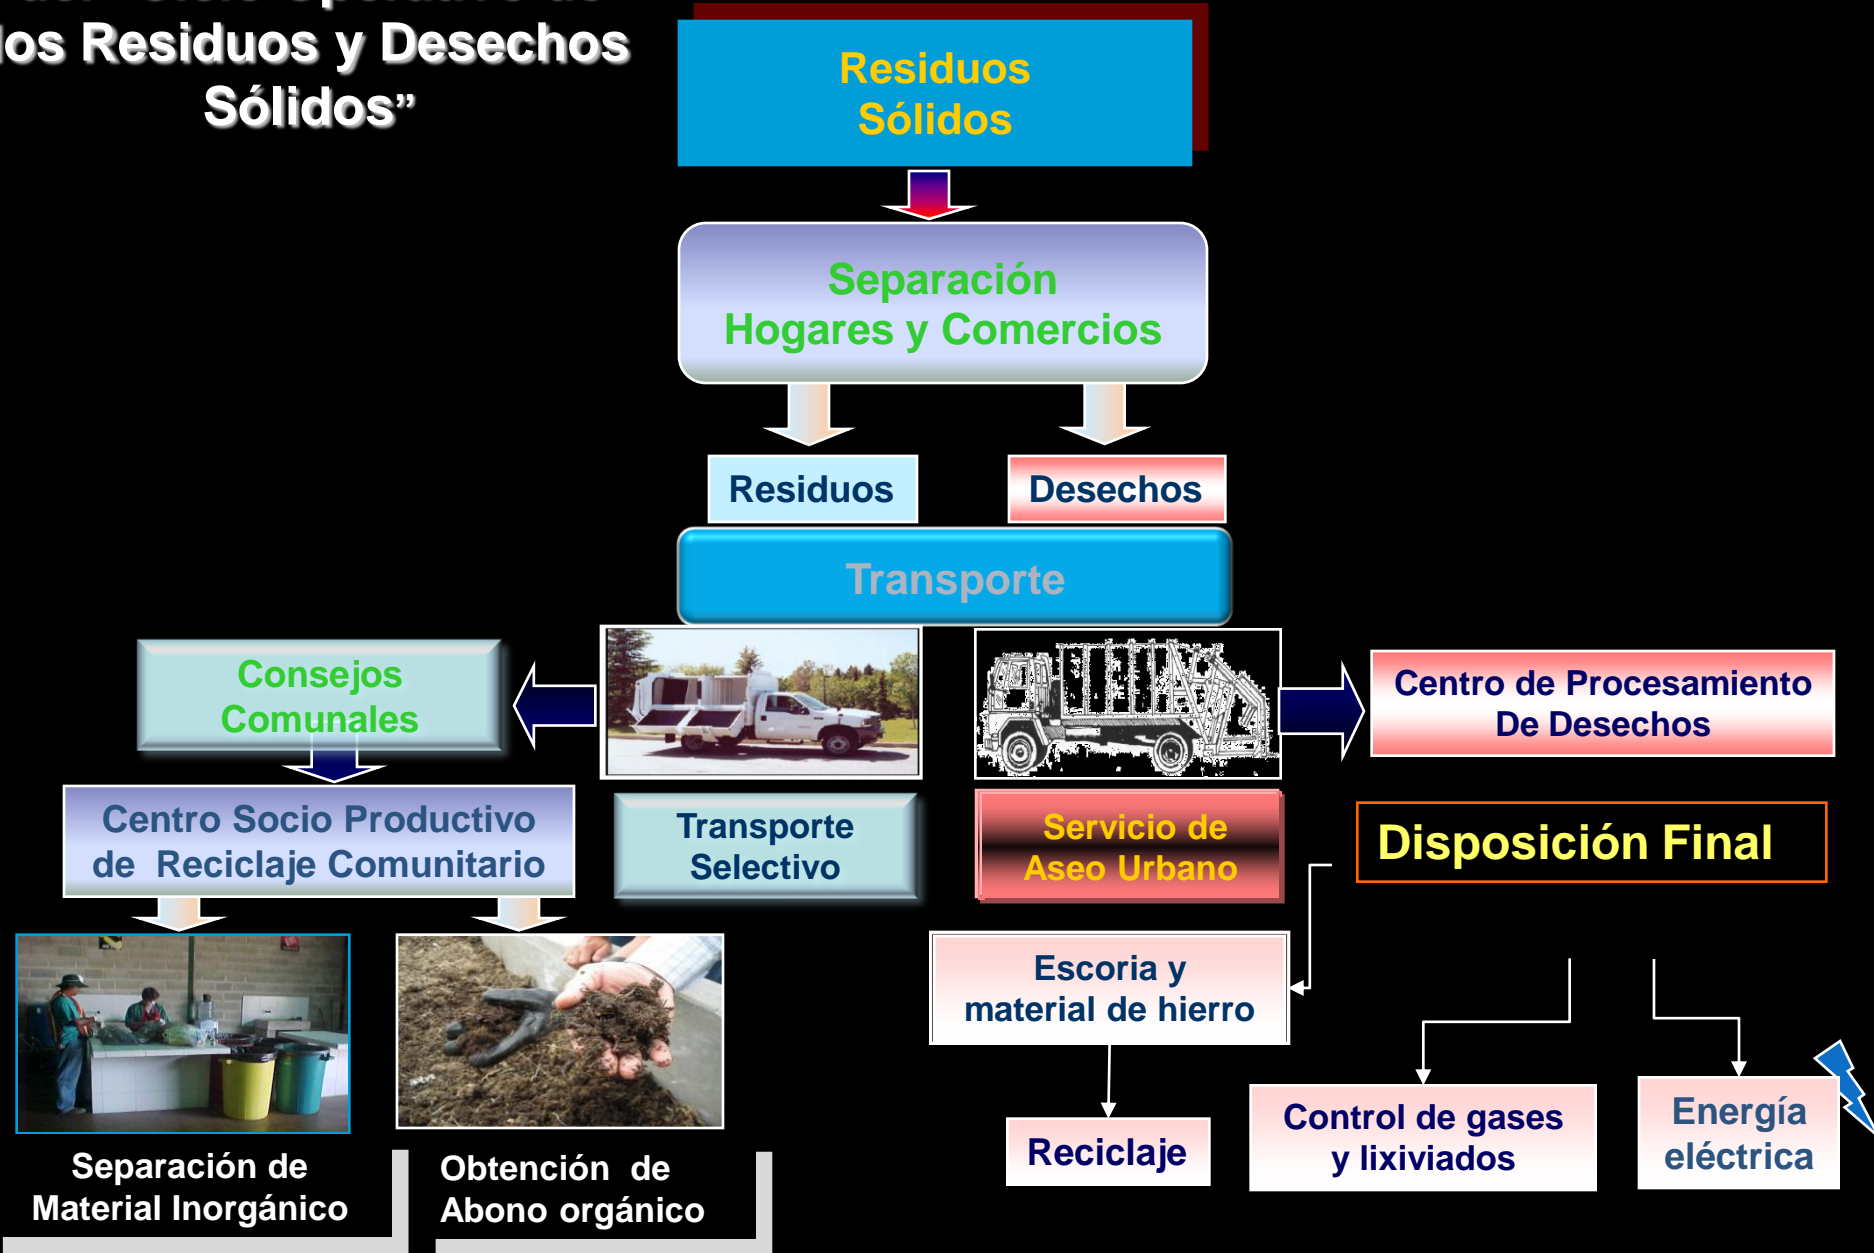 los Residuos y Desechos
Sólidos”
Residuos
Sólidos
Separación
Hogares y Comercios
Residuos
Desechos
Transporte
Consejos
Comunales
Centro de Procesamiento
De Desechos
Centro Socio Productivo
de Reciclaje Comunitario
Transporte
Selectivo
Servicio de
Aseo Urbano
Disposición Final
Escoria y
material de hierro
Reciclaje
Control de gases
y lixiviados
Energía
eléctrica
Separación de
Material Inorgánico
Obtención de
Abono orgánico